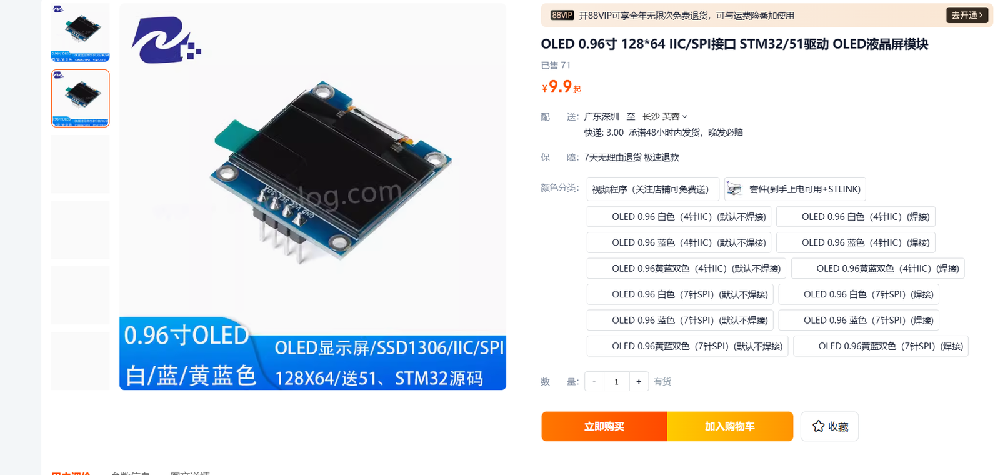 88VIP 开88VIP可享全年无限次免费退货，可与运费险叠加使用 去开通
OLED 0.96寸 128*64 IIC/SPI接口 STM32/51驱动 OLED液晶屏模块
已售 71
¥9.9起
配 送： 广东深圳 至 长沙 芙蓉
快递: 3.00 承诺48小时内发货，晚发必赔
保 障： 7天无理由退货 极速退款
颜色分类： 视频程序（关注店铺可免费送） 套件(到手上电可用+STLINK)
OLED 0.96 白色（4针IIC）(默认不焊接) OLED 0.96 白色（4针IIC）(焊接)
OLED 0.96 蓝色（4针IIC）(默认不焊接) OLED 0.96 蓝色（4针IIC）(焊接)
OLED 0.96黄蓝双色（4针IIC）(默认不焊接) OLED 0.96黄蓝双色（4针IIC）(焊接)
OLED 0.96 白色（7针SPI）(默认不焊接) OLED 0.96 白色（7针SPI）(焊接)
OLED 0.96 蓝色（7针SPI）(默认不焊接) OLED 0.96 蓝色（7针SPI）(焊接)
OLED 0.96黄蓝双色（7针SPI）(默认不焊接) OLED 0.96黄蓝双色（7针SPI）(焊接)
数 量： - 1 + 有货
立即购买 加入购物车 收藏
GND VCC SCL SDA
0.96寸OLED
白/蓝/黄蓝色
OLED显示屏/SSD1306/IIC/SPI
128X64/送51、STM32源码
用户评价 参数信息 图文详情